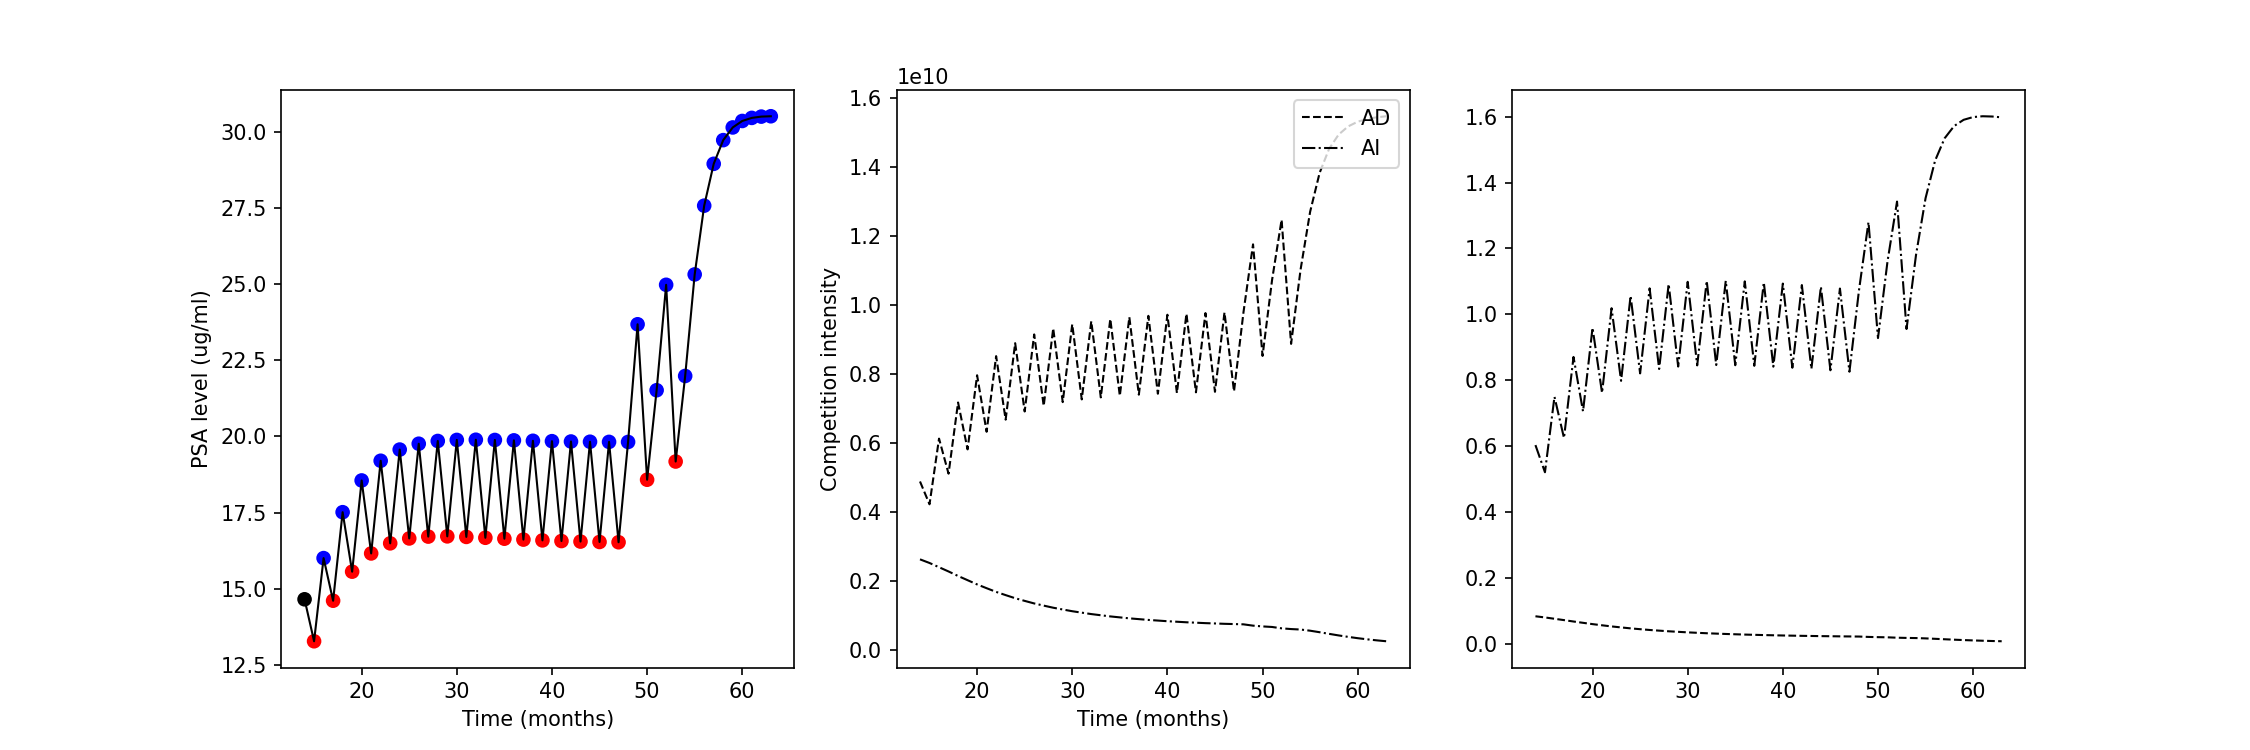 PSA level (ug/ml)
30.0
27.5
25.0
22.5
20.0
17.5
15.0
12.5
20 30 40 50 60
Time (months)
1e10
Competition intensity
1.6
1.4
1.2
1.0
0.8
0.6
0.4
0.2
0.0
AD
AI
20 30 40 50 60
Time (months)
1.6
1.4
1.2
1.0
0.8
0.6
0.4
0.2
0.0
20 30 40 50 60